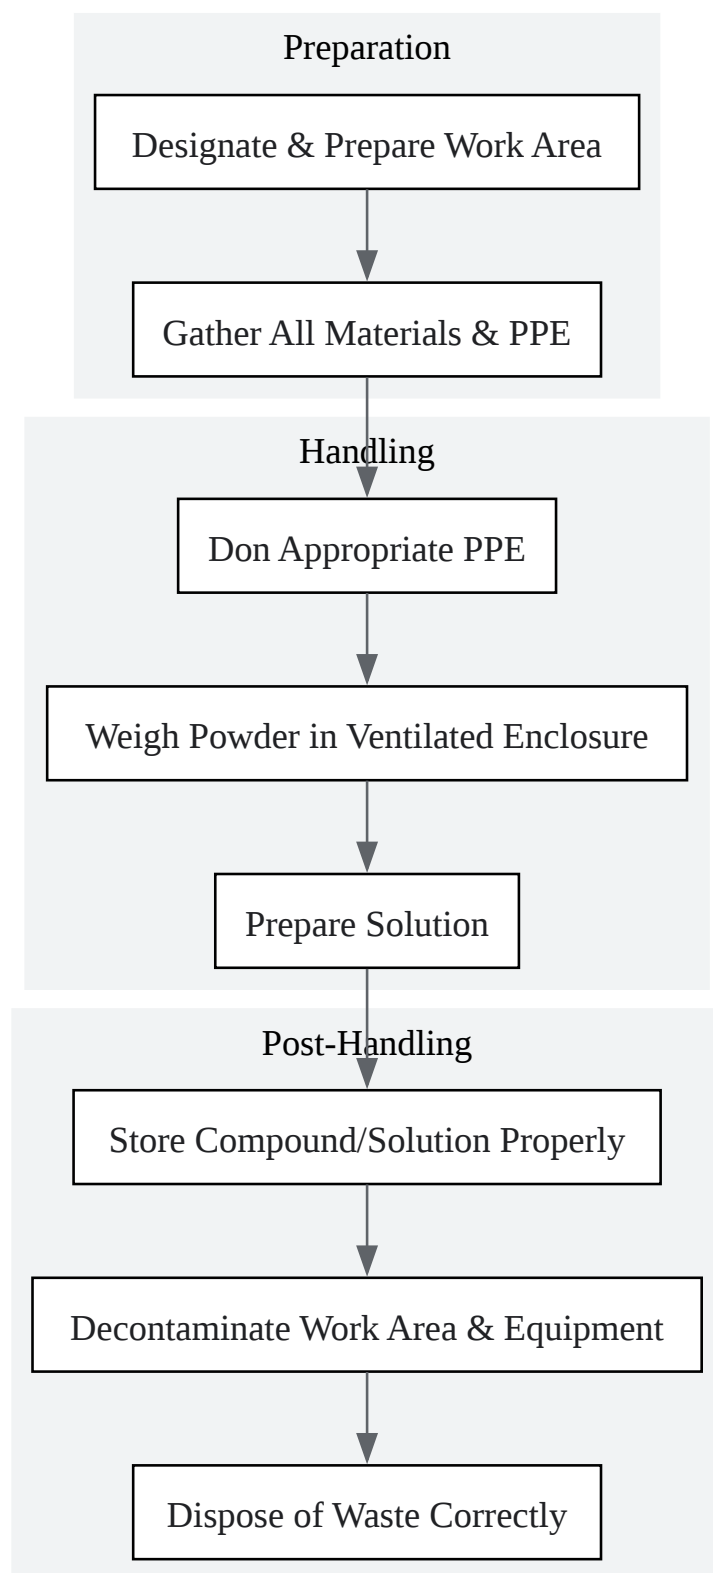 Preparation
Designate & Prepare Work Area
Gather All Materials & PPE
Handling
Don Appropriate PPE
Weigh Powder in Ventilated Enclosure
Prepare Solution
Post-Handling
Store Compound/Solution Properly
Decontaminate Work Area & Equipment
Dispose of Waste Correctly